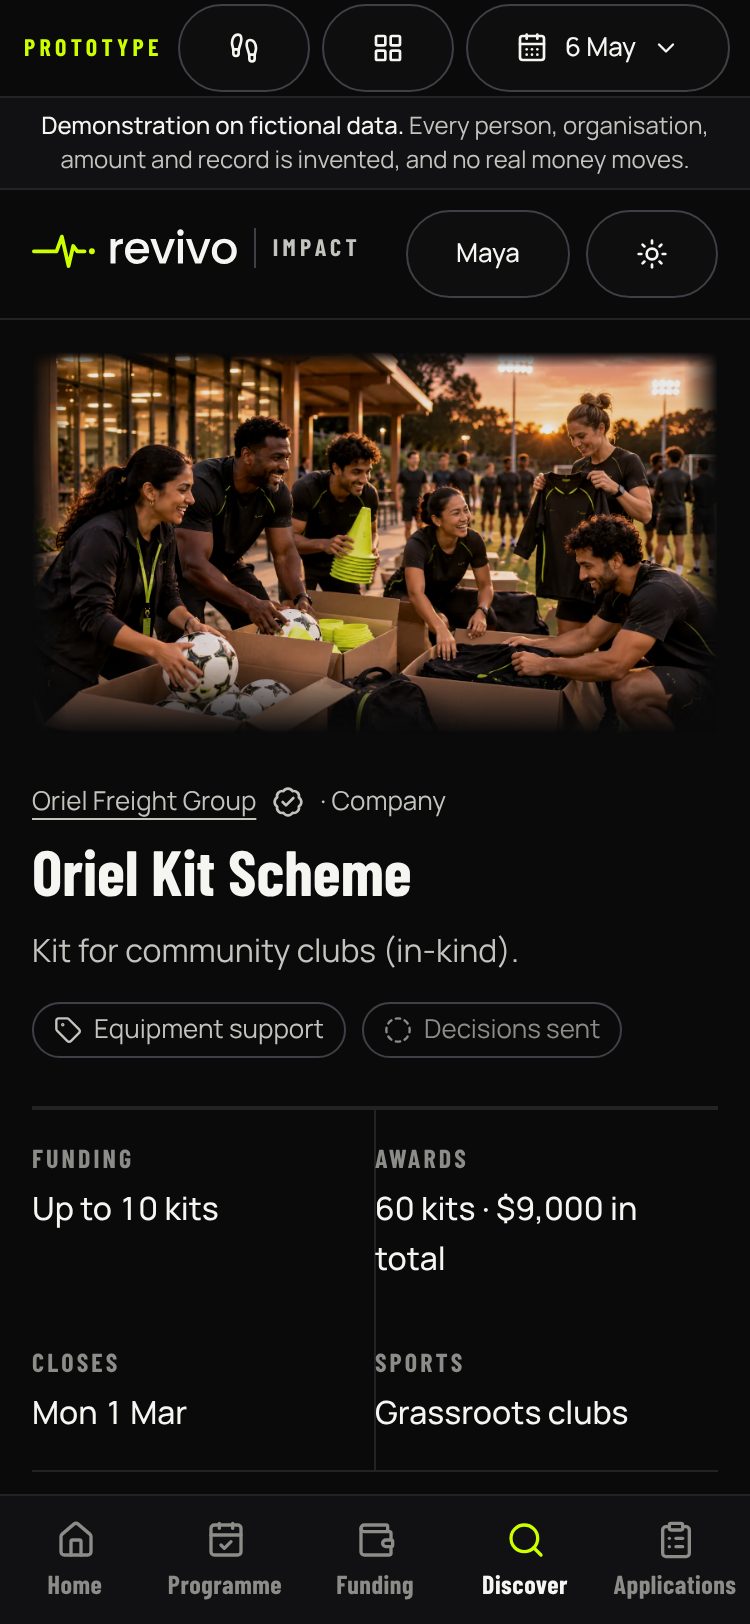 PROTOTYPE
6 May
Demonstration on fictional data. Every person, organisation,
amount and record is invented, and no real money moves.
revivo IMPACT
Maya
Oriel Freight Group · Company
Oriel Kit Scheme
Kit for community clubs (in-kind).
Equipment support
Decisions sent
FUNDING
Up to 10 kits
AWARDS
60 kits · $9,000 in
total
CLOSES
Mon 1 Mar
SPORTS
Grassroots clubs
Home
Programme
Funding
Discover
Applications